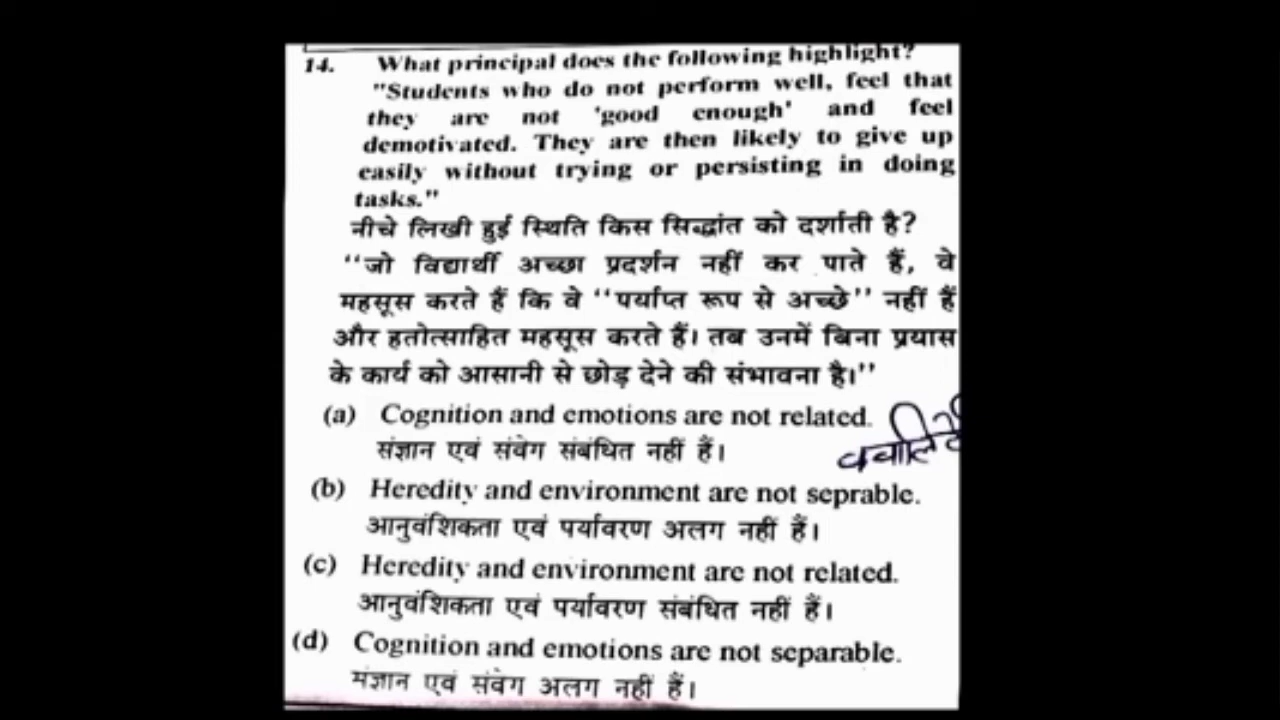 14. What principal does the following highlight?
"Students who do not perform well, feel that
they are not 'good enough' and feel
demotivated. They are then likely to give up
easily without trying or persisting in doing
tasks."
नीचे लिखी हुई स्थिति किस सिद्धांत को दर्शाती है?
“जो विद्यार्थी अच्छा प्रदर्शन नहीं कर पाते हैं, वे
महसूस करते हैं कि वे “पर्याप्त रूप से अच्छे” नहीं हैं
और हतोत्साहित महसूस करते हैं। तब उनमें बिना प्रयास
के कार्य को आसानी से छोड़ देने की संभावना है।”
(a) Cognition and emotions are not related.
संज्ञान एवं संवेग संबंधित नहीं हैं।
(b) Heredity and environment are not seprable.
आनुवंशिकता एवं पर्यावरण अलग नहीं हैं।
(c) Heredity and environment are not related.
आनुवंशिकता एवं पर्यावरण संबंधित नहीं हैं।
(d) Cognition and emotions are not separable.
संज्ञान एवं संवेग अलग नहीं हैं।